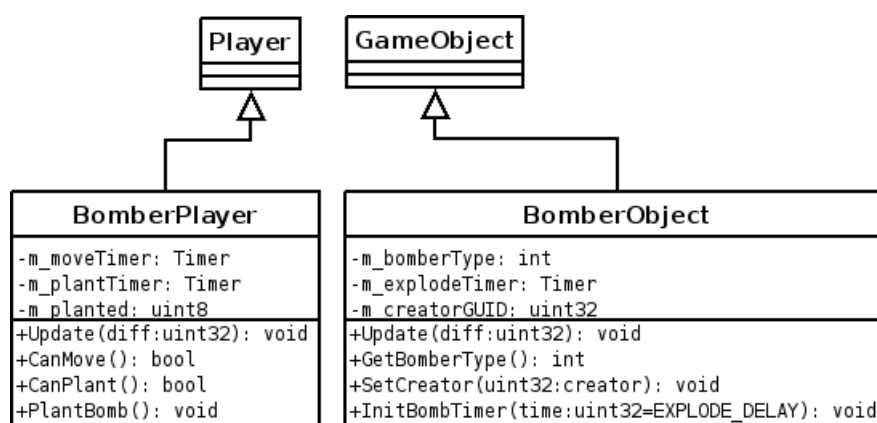 Player
GameObject
BomberPlayer
-m_moveTimer: Timer
-m_plantTimer: Timer
-m_planted: uint8
+Update(diff:uint32): void
+CanMove(): bool
+CanPlant(): bool
+PlantBomb(): void
BomberObject
-m_bomberType: int
-m_explodeTimer: Timer
-m_creatorGUID: uint32
+Update(diff:uint32): void
+GetBomberType(): int
+SetCreator(uint32:creator): void
+InitBombTimer(time:uint32=EXPLODE_DELAY): void